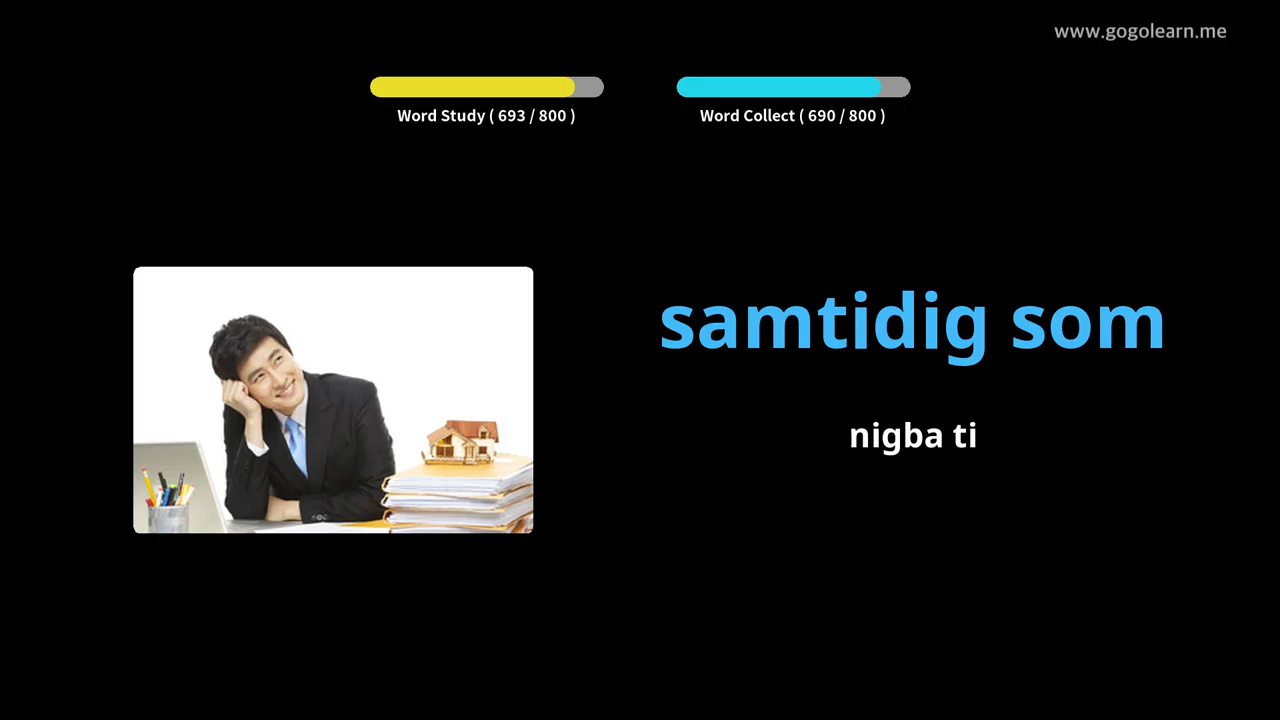 www.gogolearn.me
Word Study ( 693 / 800 )
Word Collect ( 690 / 800 )
samtidig som
nigba ti